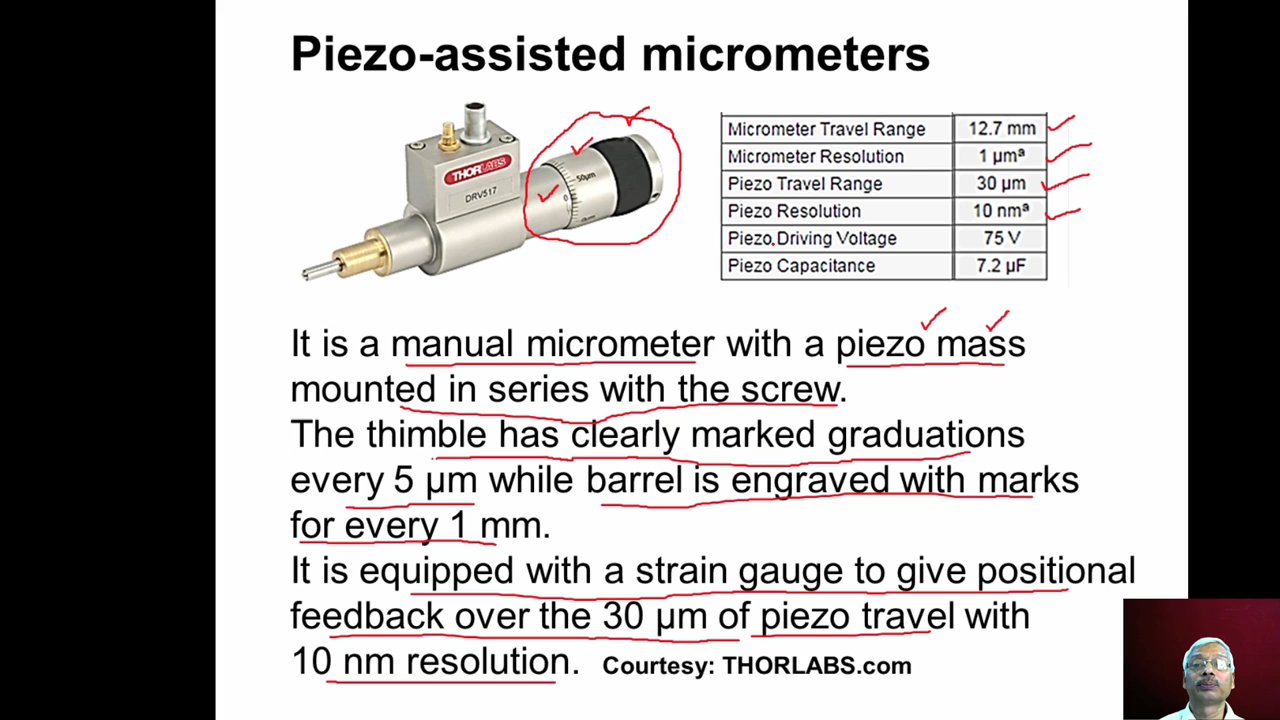 Piezo-assisted micrometers
THORLABS
DRV517
50µm
0
Micrometer Travel Range 12.7 mm
Micrometer Resolution 1 µmª
Piezo Travel Range 30 µm
Piezo Resolution 10 nmª
Piezo Driving Voltage 75 V
Piezo Capacitance 7.2 µF
It is a manual micrometer with a piezo mass
mounted in series with the screw.
The thimble has clearly marked graduations
every 5 µm while barrel is engraved with marks
for every 1 mm.
It is equipped with a strain gauge to give positional
feedback over the 30 µm of piezo travel with
10 nm resolution. Courtesy: THORLABS.com